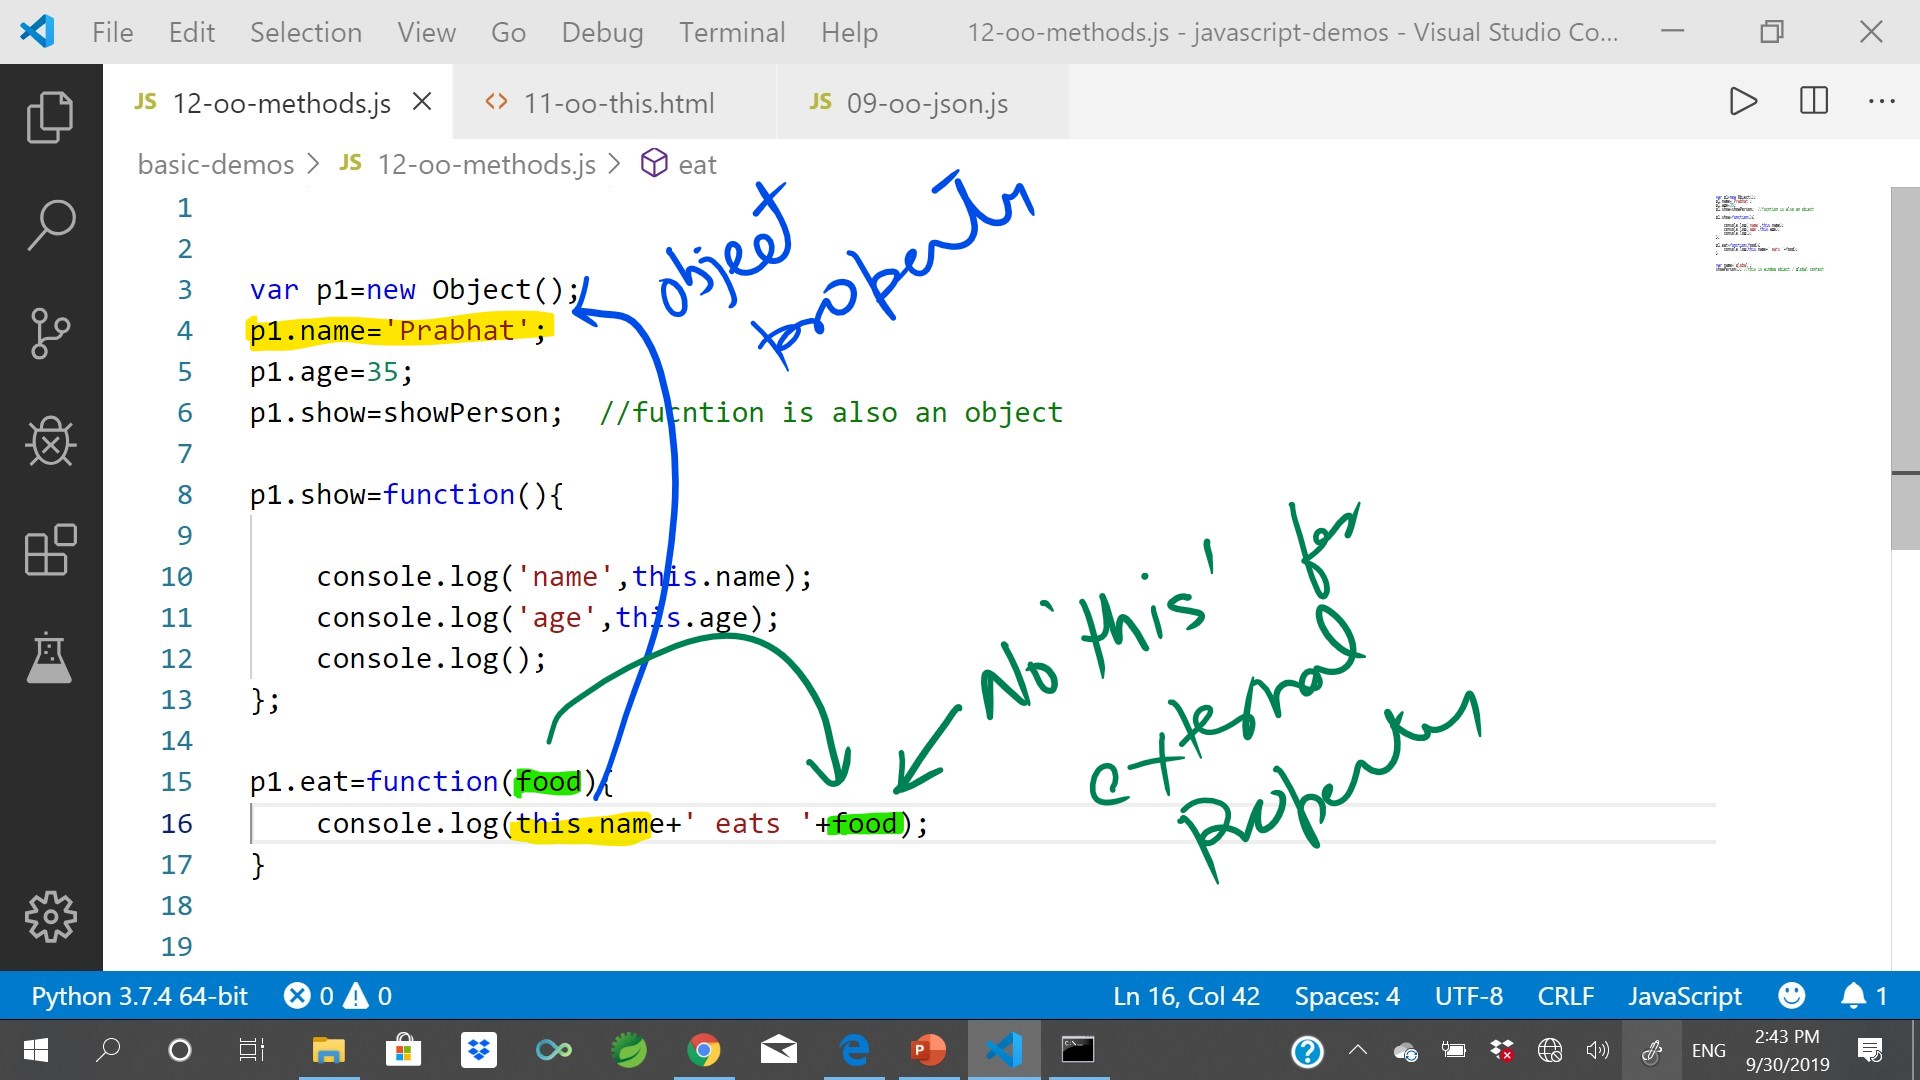 File Edit Selection View Go Debug Terminal Help 12-oo-methods.js - javascript-demos - Visual Studio Co...
JS 12-oo-methods.js 11-oo-this.html JS 09-oo-json.js
basic-demos > JS 12-oo-methods.js > eat
1
2
3 var p1=new Object();
4 p1.name='Prabhat';
5 p1.age=35;
6 p1.show=showPerson; //fucntion is also an object
7
8 p1.show=function(){
9
10 console.log('name',this.name);
11 console.log('age',this.age);
12 console.log();
13 };
14
15 p1.eat=function(food){
16 console.log(this.name+' eats '+food);
17 }
18
19
object
property
No 'this' for
external
Property
Python 3.7.4 64-bit 0 0 Ln 16, Col 42 Spaces: 4 UTF-8 CRLF JavaScript 1
ENG 2:43 PM
9/30/2019